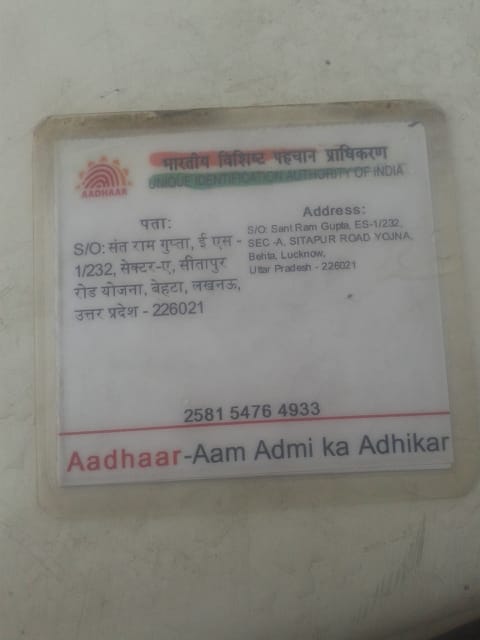 भारतीय विशिष्ट पहचान प्राधिकरण
UNIQUE IDENTIFICATION AUTHORITY OF INDIA
AADHAAR
पता:
S/O: संत राम गुप्ता, ई एस -
1/232, सेक्टर-ए, सीतापुर
रोड योजना, बेहटा, लखनऊ,
उत्तर प्रदेश - 226021
Address:
S/O: Sant Ram Gupta, ES-1/232,
SEC -A, SITAPUR ROAD YOJNA,
Behta, Lucknow,
Uttar Pradesh - 226021
2581 5476 4933
Aadhaar-Aam Admi ka Adhikar